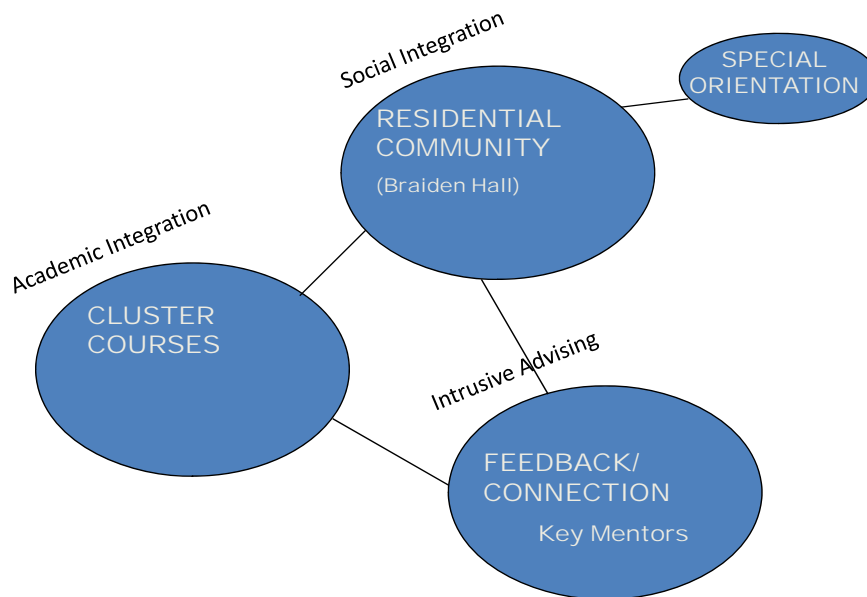 Social Integration
SPECIAL
ORIENTATION
RESIDENTIAL
COMMUNITY
(Braiden Hall)
Academic Integration
CLUSTER
COURSES
Intrusive Advising
FEEDBACK/
CONNECTION
Key Mentors